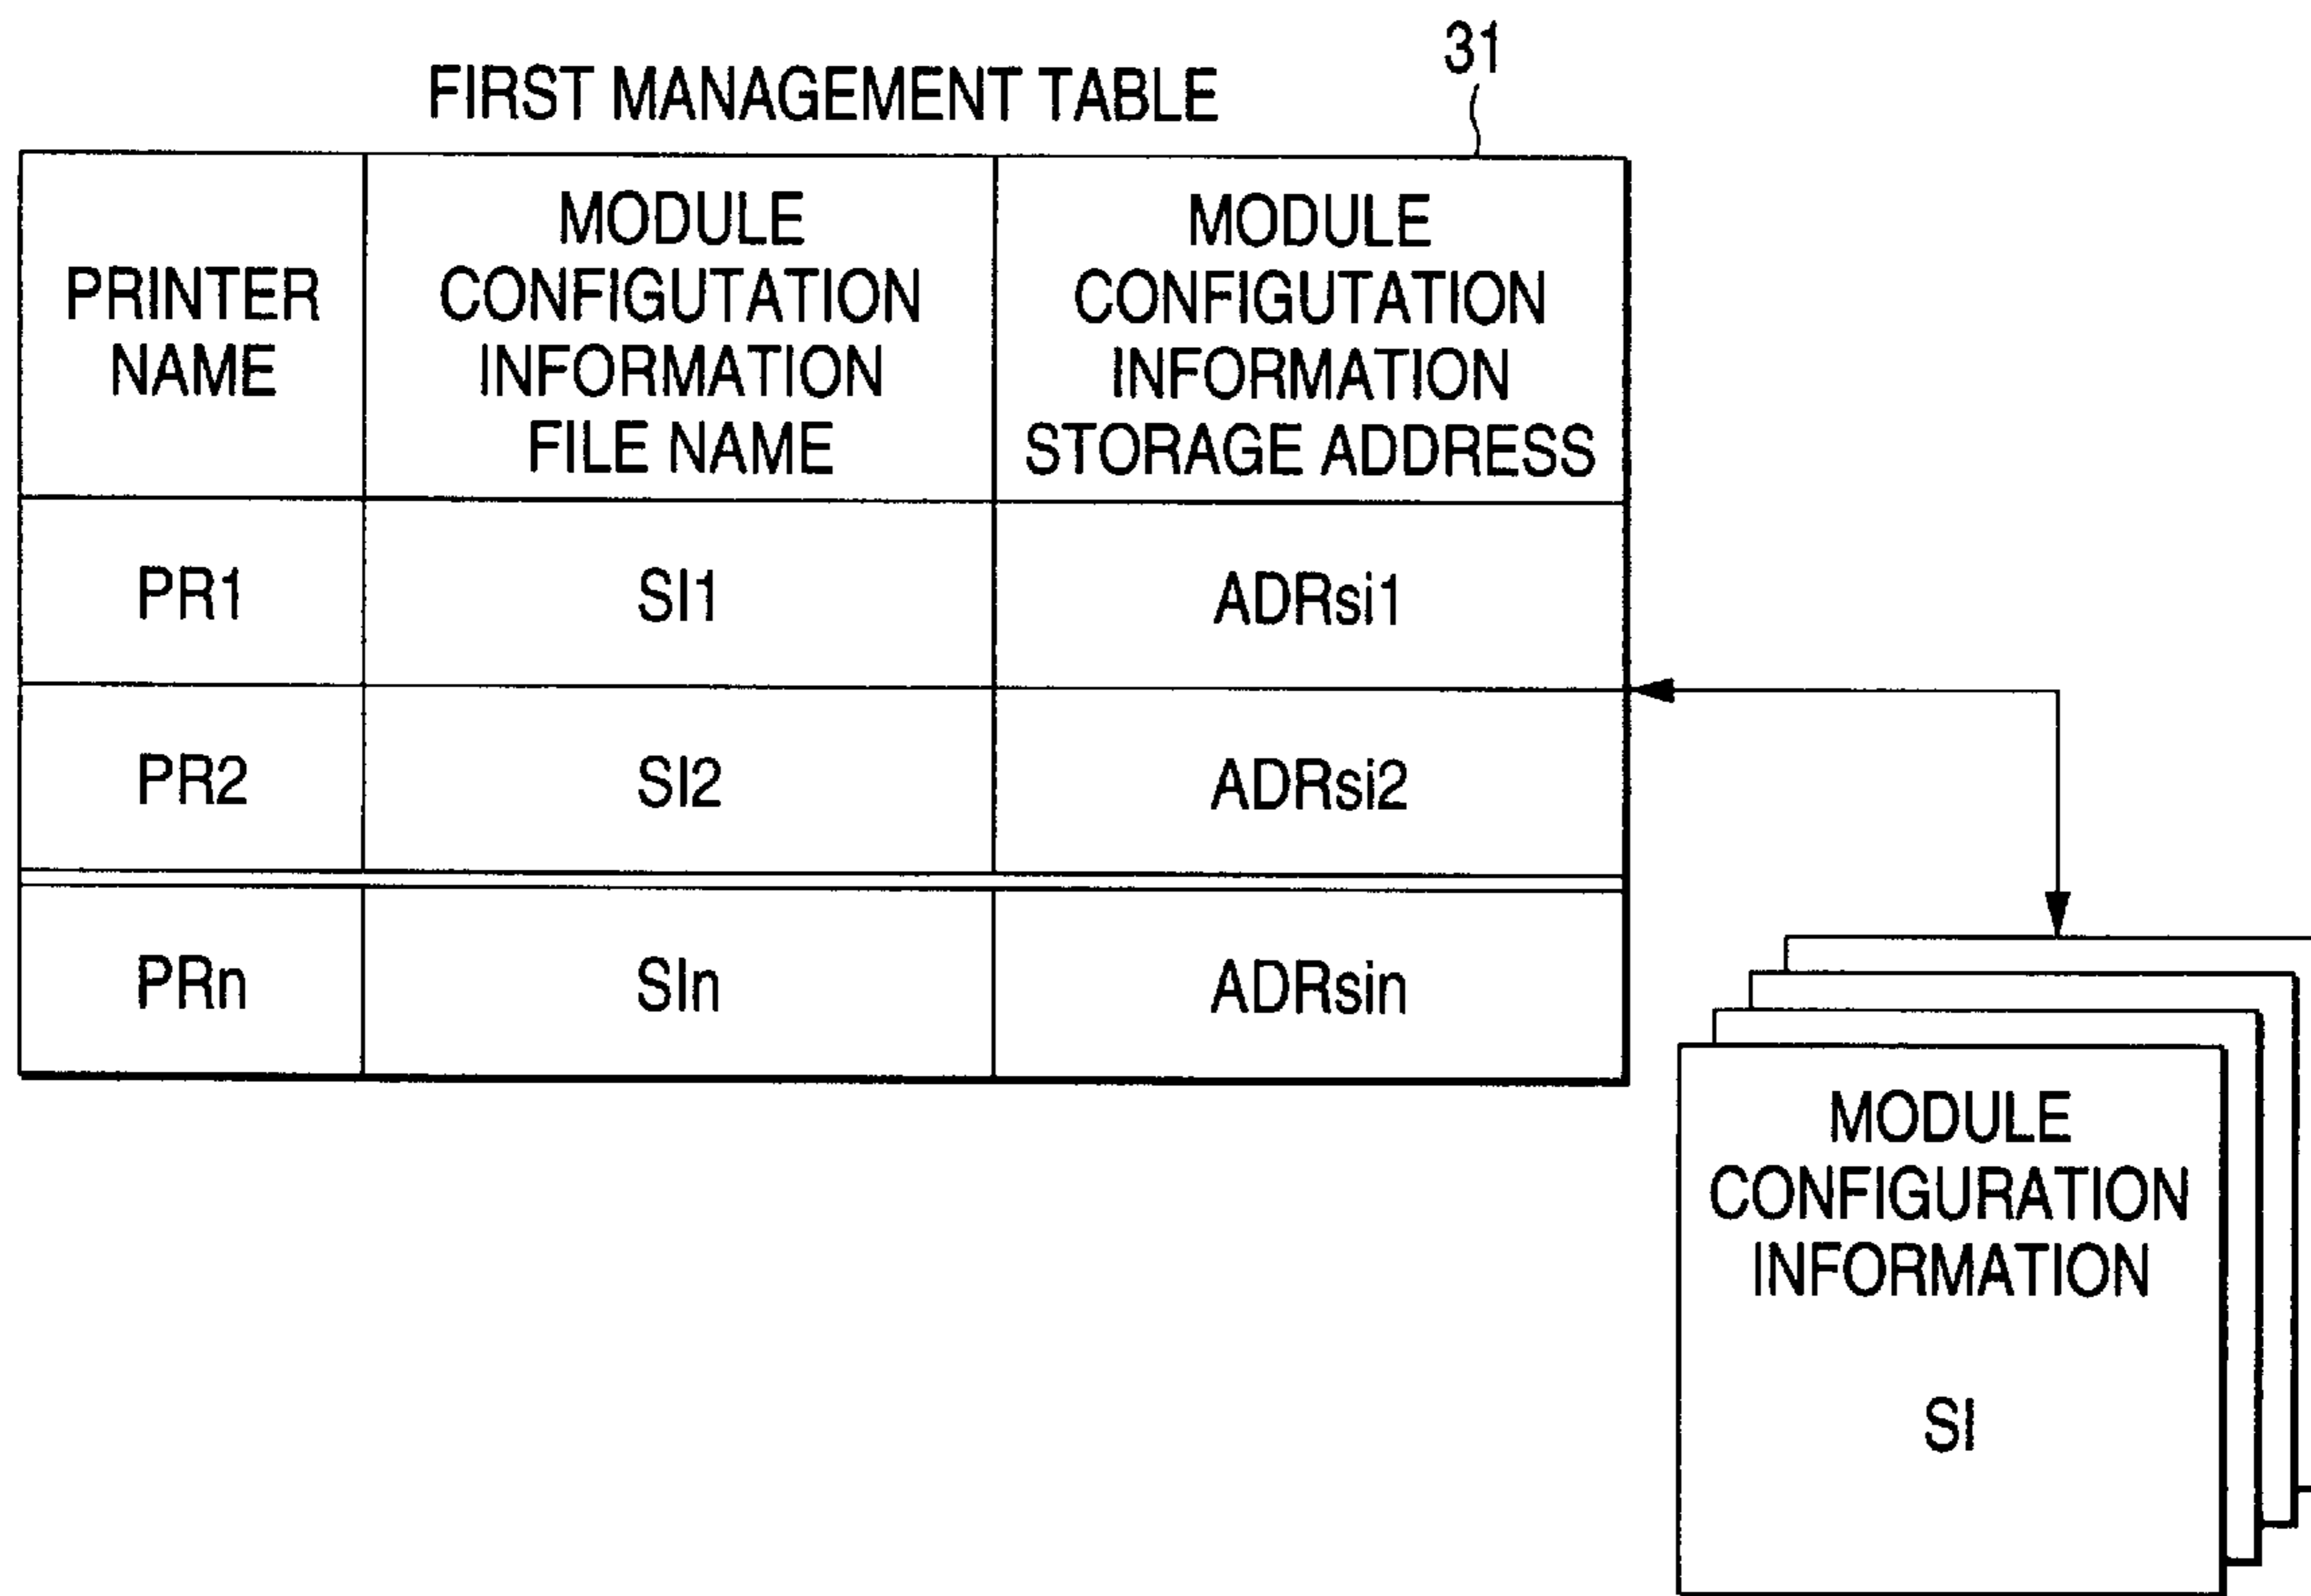 31
FIRST MANAGEMENT TABLE
PRINTER
NAME
MODULE
CONFIGUTATION
INFORMATION
FILE NAME
MODULE
CONFIGUTATION
INFORMATION
STORAGE ADDRESS
PR1
SI1
ADRsi1
PR2
SI2
ADRsi2
PRn
SIn
ADRsin
MODULE
CONFIGURATION
INFORMATION
SI